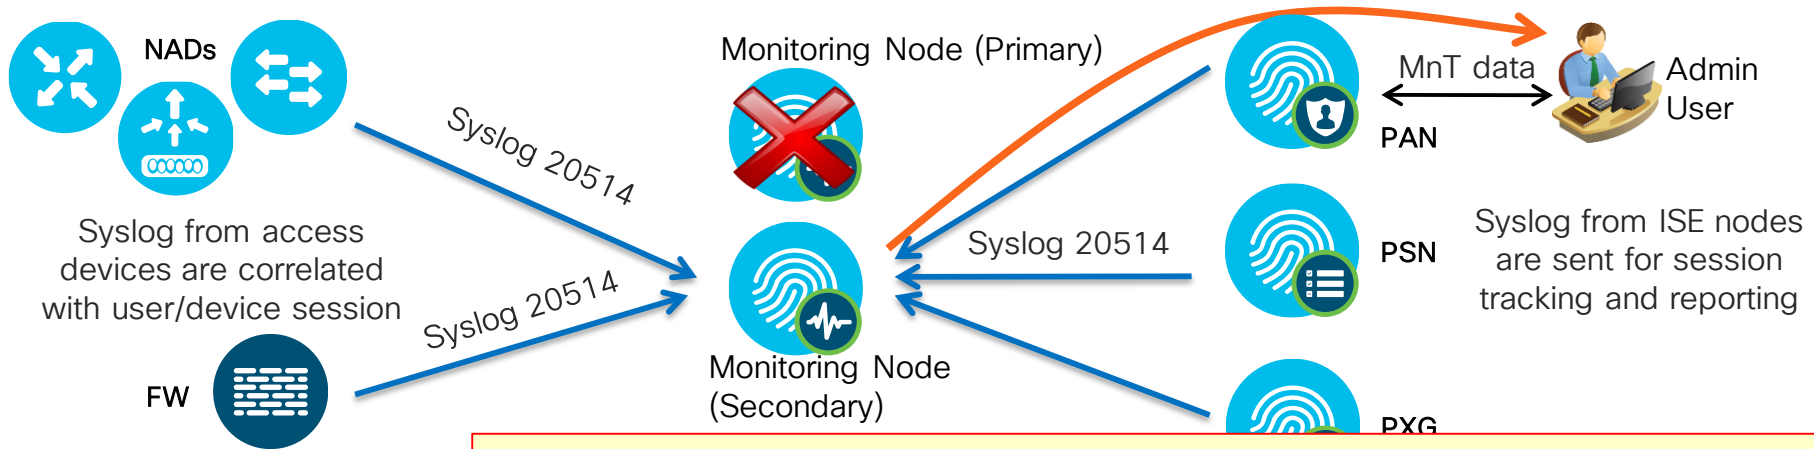 NADs
Syslog 20514
Syslog from access
devices are correlated
with user/device session
Syslog 20514
FW
Monitoring Node (Primary)
Monitoring Node
(Secondary)
Syslog 20514
MnT data
Admin
User
PAN
PSN
Syslog from ISE nodes
are sent for session
tracking and reporting
PXG